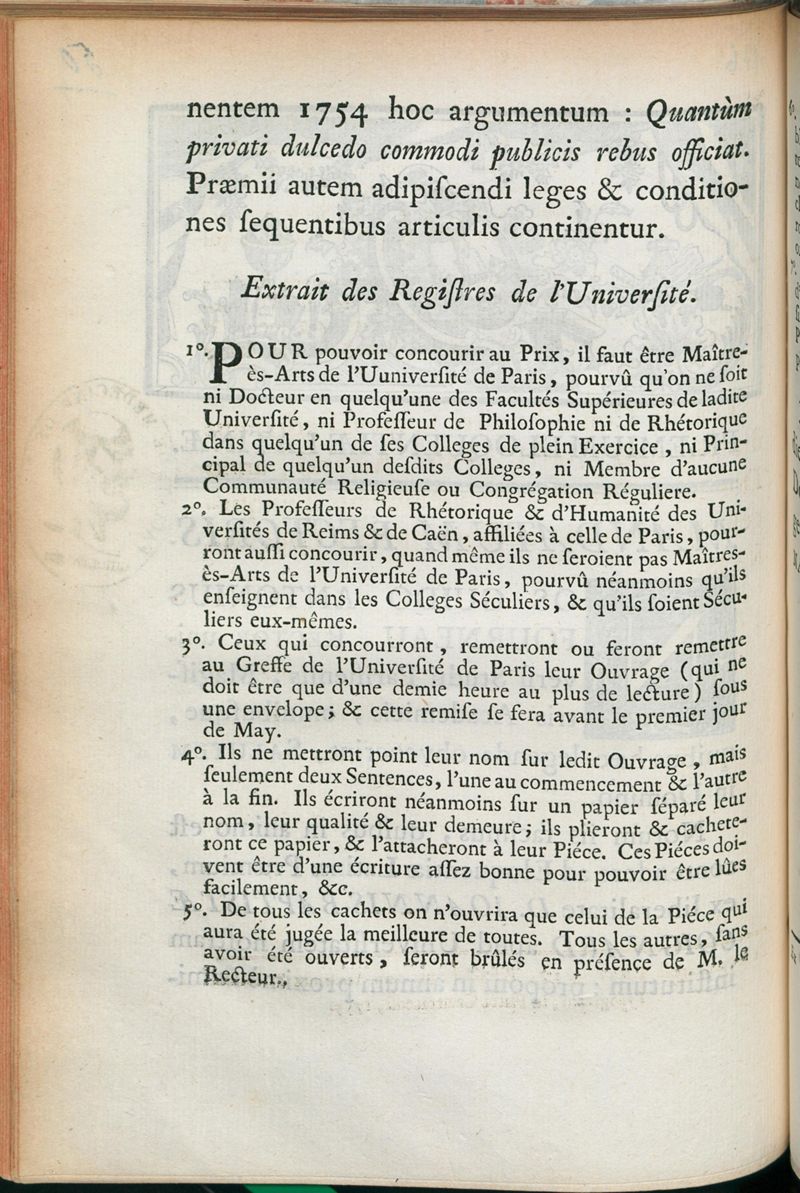 nentem 1754 hoc argumentum : Quantùm
privati dulcedo commodi publicis rebus officiat.
Præmii autem adipiſcendi leges & conditio-
nes ſequentibus articulis continentur.
Extrait des Regiſtres de l'Univerſité.
1°. POUR pouvoir concourir au Prix, il faut être Maître-
ès-Arts de l'Uuniverſité de Paris, pourvû qu'on ne ſoit
ni Docteur en quelqu'une des Facultés Supérieures de ladite
Univerſité, ni Profeſſeur de Philoſophie ni de Rhétorique
dans quelqu'un de ſes Colleges de plein Exercice, ni Prin-
cipal de quelqu'un deſdits Colleges, ni Membre d'aucune
Communauté Religieuſe ou Congrégation Réguliere.
2°. Les Profeſſeurs de Rhétorique & d'Humanité des Uni-
verſités de Reims & de Caën, affiliées à celle de Paris, pour-
ront auſſi concourir, quand même ils ne ſeroient pas Maîtres-
ès-Arts de l'Univerſité de Paris, pourvû néanmoins qu'ils
enſeignent dans les Colleges Séculiers, & qu'ils ſoient Sécu-
liers eux-mêmes.
3°. Ceux qui concourront, remettront ou feront remettre
au Greffe de l'Univerſité de Paris leur Ouvrage (qui ne
doit être que d'une demie heure au plus de lecture) ſous
une envelope; & cette remiſe ſe fera avant le premier jour
de May.
4°. Ils ne mettront point leur nom ſur ledit Ouvrage, mais
ſeulement deux Sentences, l'une au commencement & l'autre
à la fin. Ils écriront néanmoins ſur un papier ſéparé leur
nom, leur qualité & leur demeure; ils plieront & cachete-
ront ce papier, & l'attacheront à leur Piéce. Ces Piéces doi-
vent être d'une écriture aſſez bonne pour pouvoir être lûes
facilement, &c.
5°. De tous les cachets on n'ouvrira que celui de la Piéce qui
aura été jugée la meilleure de toutes. Tous les autres, ſans
avoir été ouverts, ſeront brûlés en préſence de M. le
Recteur.